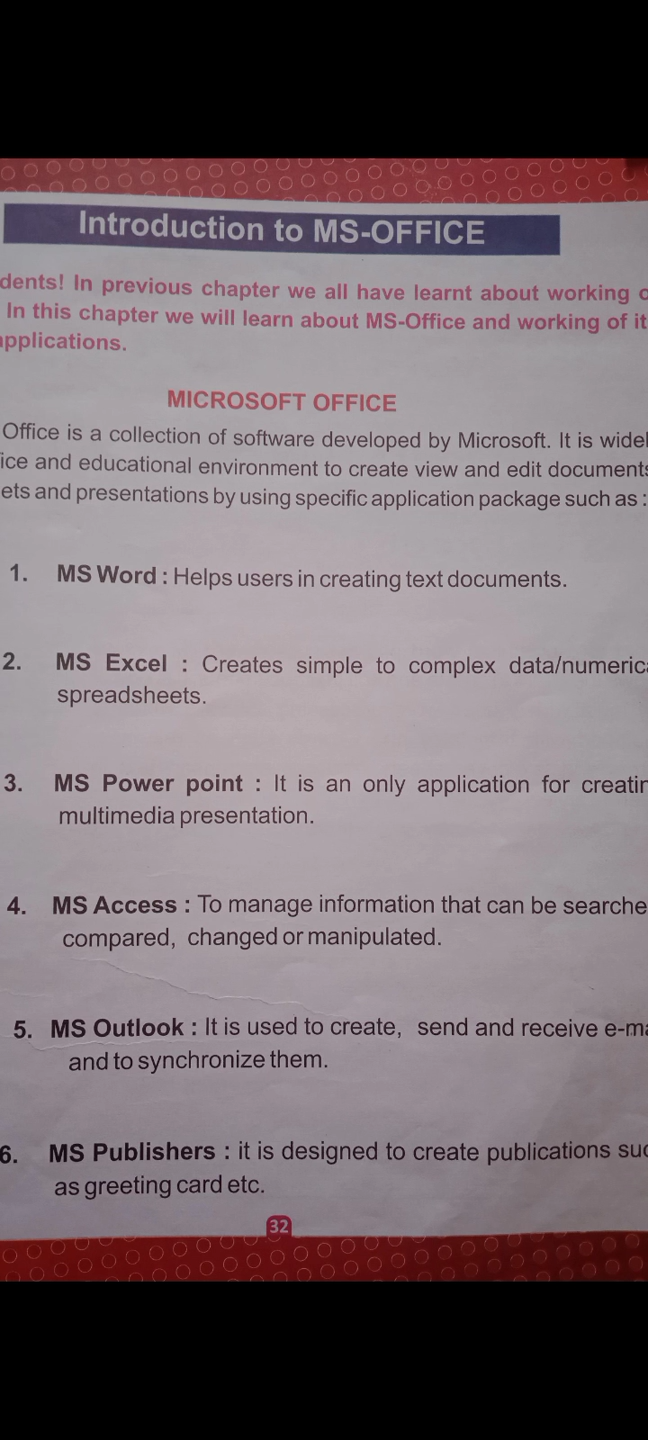 Introduction to MS-OFFICE
dents! In previous chapter we all have learnt about working o
In this chapter we will learn about MS-Office and working of it
applications.
MICROSOFT OFFICE
Office is a collection of software developed by Microsoft. It is widel
ice and educational environment to create view and edit documents
ets and presentations by using specific application package such as :
1. MS Word : Helps users in creating text documents.
2. MS Excel : Creates simple to complex data/numerica
spreadsheets.
3. MS Power point : It is an only application for creatin
multimedia presentation.
4. MS Access : To manage information that can be searche
compared, changed or manipulated.
5. MS Outlook : It is used to create, send and receive e-ma
and to synchronize them.
6. MS Publishers : it is designed to create publications suc
as greeting card etc.
32